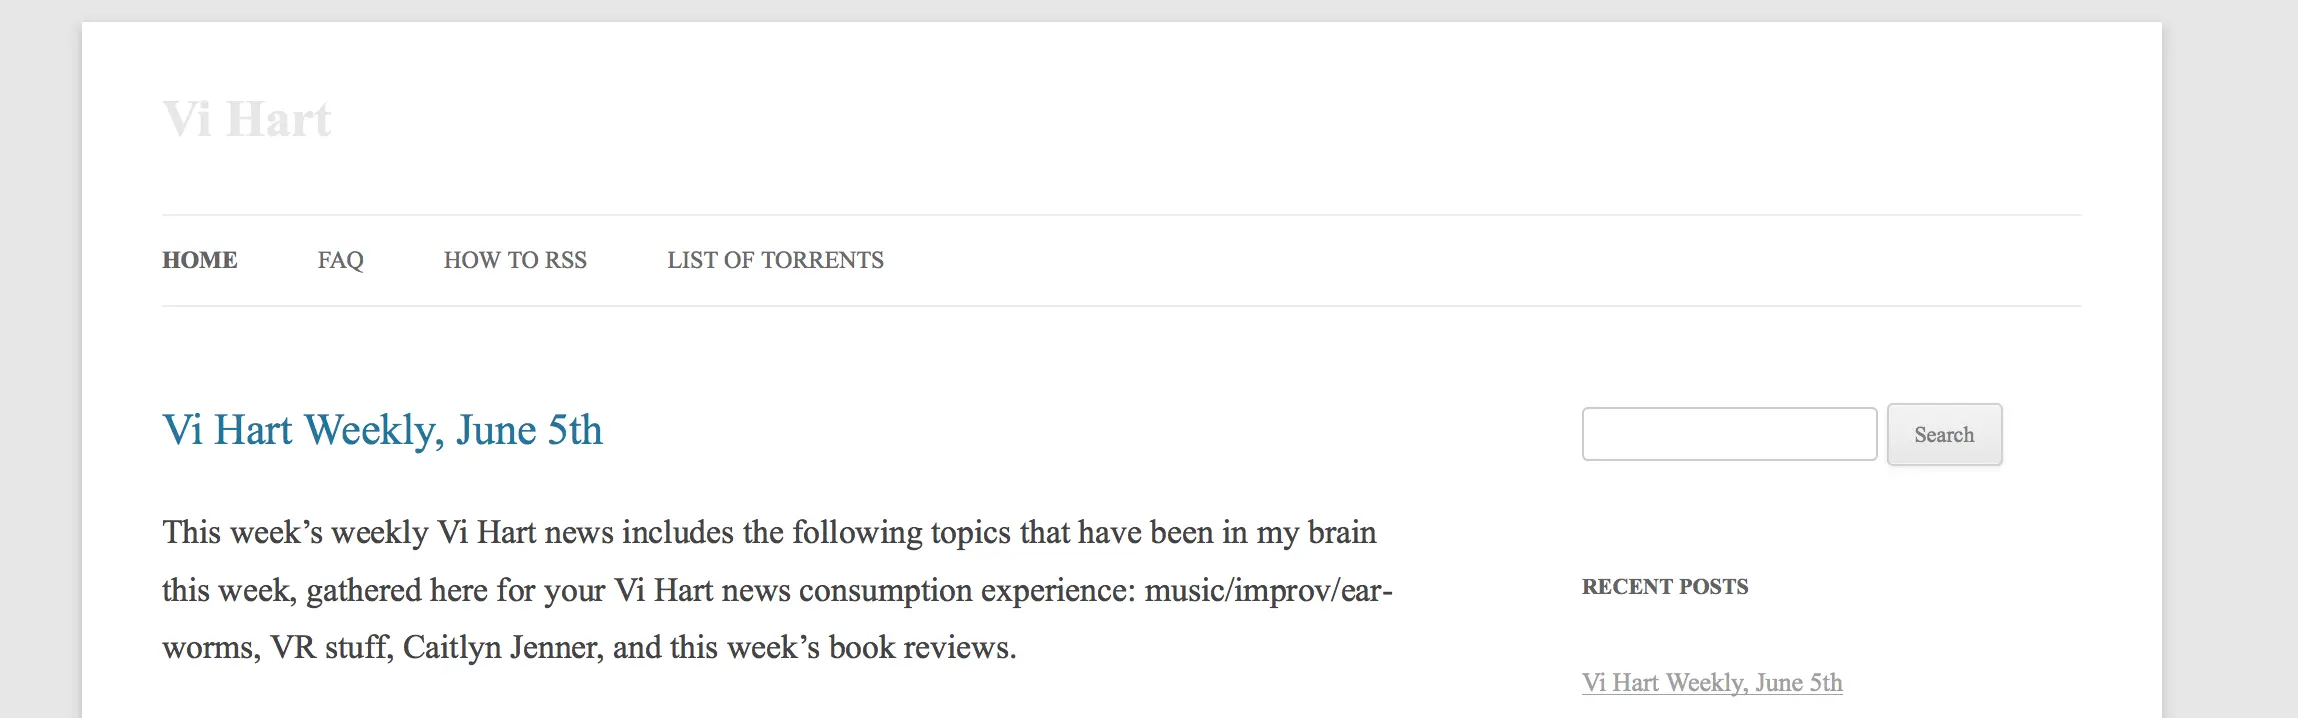 Vi Hart
HOME FAQ HOW TO RSS LIST OF TORRENTS
Vi Hart Weekly, June 5th
This week’s weekly Vi Hart news includes the following topics that have been in my brain
this week, gathered here for your Vi Hart news consumption experience: music/improv/ear-
worms, VR stuff, Caitlyn Jenner, and this week’s book reviews.
Search
RECENT POSTS
Vi Hart Weekly, June 5th